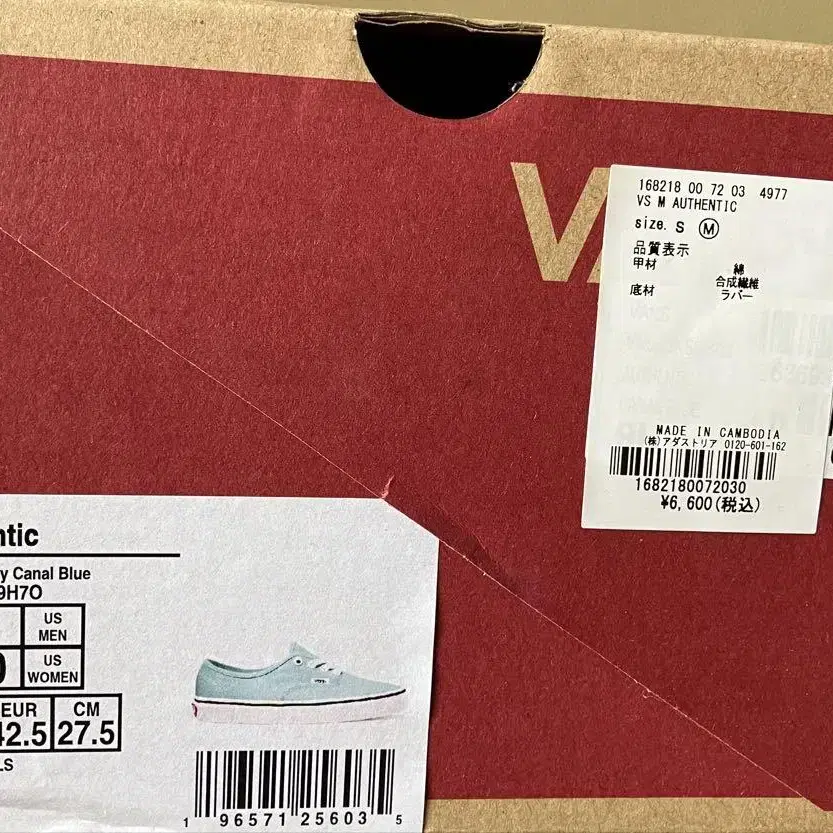 VA
168218 00 72 03 4977
VS M AUTHENTIC
size. S Ⓜ
品質表示
甲材 綿
合成繊維
底材 ラバー
MADE IN CAMBODIA
(株)アダストリア 0120-601-162
1682180072030
¥6,600(税込)
ntic
y Canal Blue
9H7O
US MEN
US WOMEN
EUR CM
42.5 27.5
LS
1 96571 25603 5